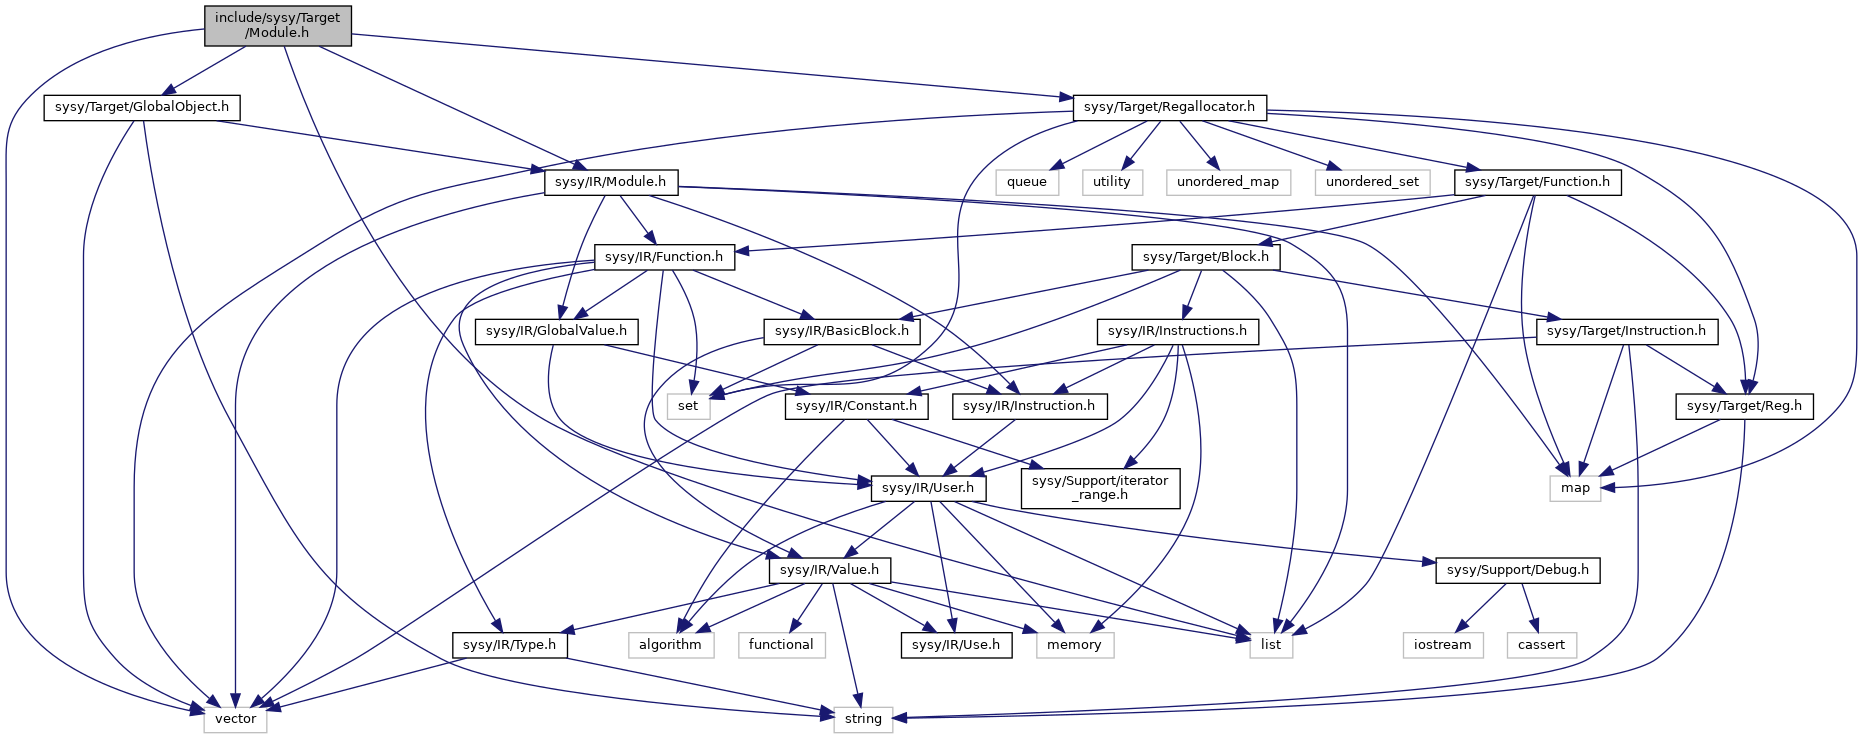 include/sysy/Target
/Module.h
sysy/Target/GlobalObject.h
sysy/Target/Regallocator.h
sysy/IR/Module.h
queue
utility
unordered_map
unordered_set
sysy/Target/Function.h
sysy/IR/Function.h
sysy/Target/Block.h
sysy/IR/GlobalValue.h
sysy/IR/BasicBlock.h
sysy/IR/Instructions.h
sysy/Target/Instruction.h
set
sysy/IR/Constant.h
sysy/IR/Instruction.h
sysy/Target/Reg.h
sysy/IR/User.h
sysy/Support/iterator
_range.h
map
sysy/IR/Value.h
sysy/Support/Debug.h
sysy/IR/Type.h
algorithm
functional
sysy/IR/Use.h
memory
list
iostream
cassert
vector
string